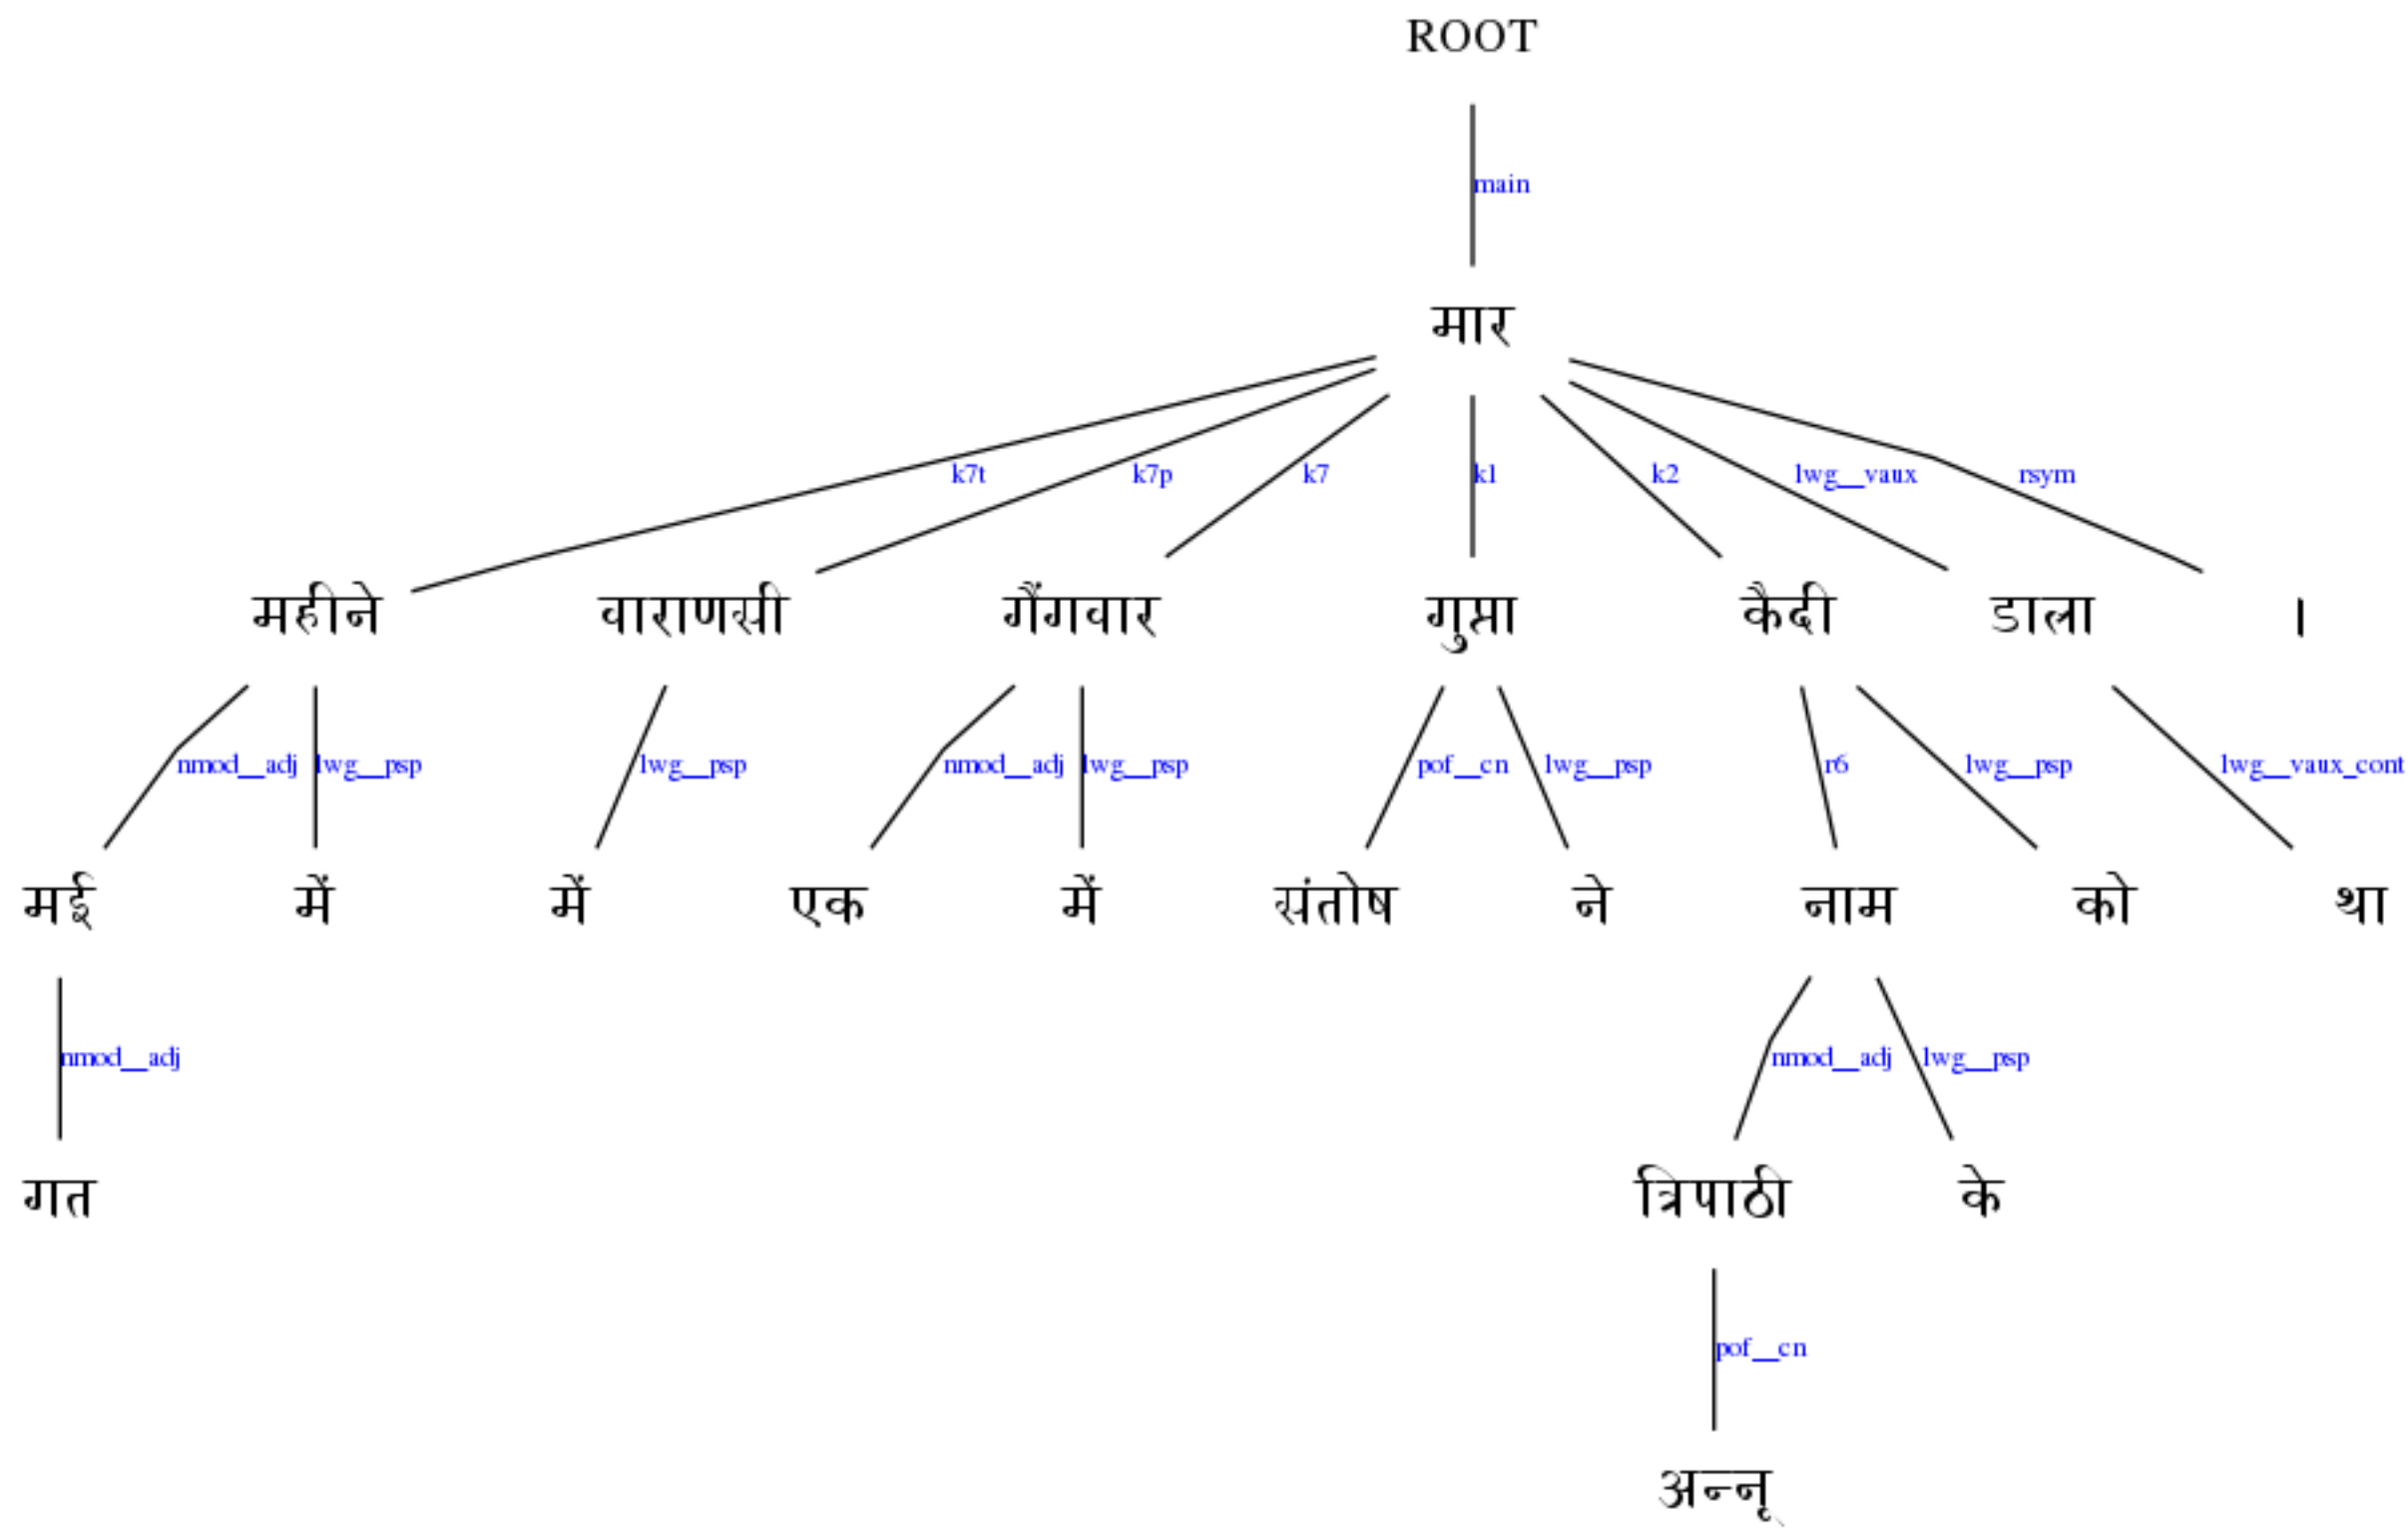 ROOT
main
मार
k7t k7p k7 k1 k2 lwg__vaux rsym
महीने वाराणसी गैंगवार गुप्ता कैदी डाला ।
nmod__adj lwg__psp lwg__psp nmod__adj lwg__psp pof__cn lwg__psp r6 lwg__psp lwg__vaux_cont
मई में में एक में संतोष ने नाम को था
nmod__adj nmod__adj lwg__psp
गत त्रिपाठी के
pof__cn
अन्नू